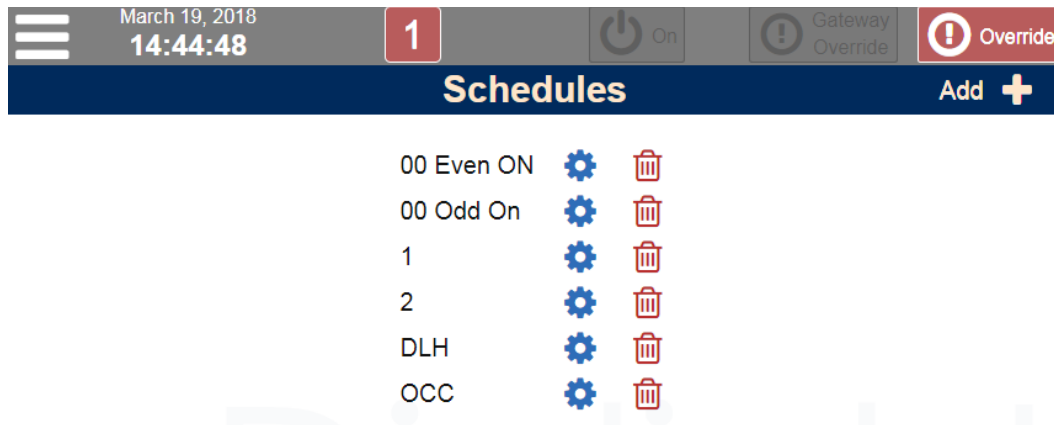 March 19, 2018
14:44:48
1
On
Gateway
Override
Override
Schedules
Add
00 Even ON
00 Odd On
1
2
DLH
OCC